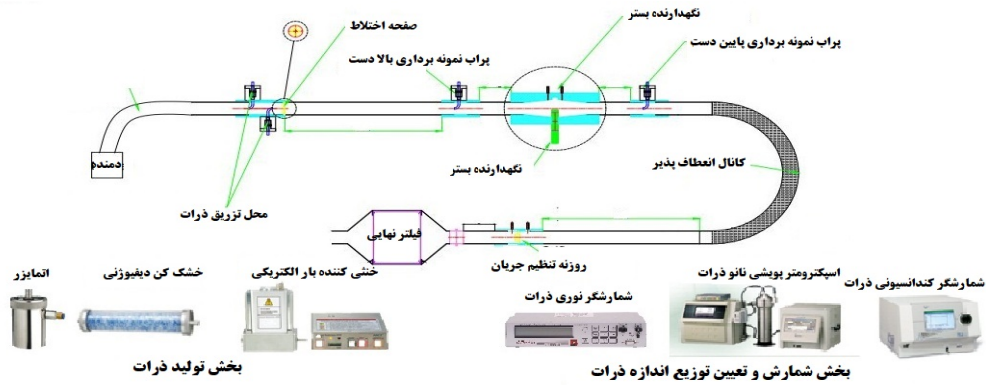 نگهدارنده بستر
صفحه اختلاط
پراب نمونه برداری پایین دست
پراب نمونه برداری بالا دست
دمنده
نگهدارنده بستر
کانال انعطاف پذیر
محل تزریق ذرات
فیلتر نهایی
روزنه تنظیم جریان
اتمایزر
خشک کن دیفیوژنی
خنثی کننده بار الکتریکی
شمارشگر نوری ذرات
اسپکترومتر پویشی نانو ذرات
شمارشگر کندانسیونی ذرات
بخش تولید ذرات
بخش شمارش و تعیین توزیع اندازه ذرات